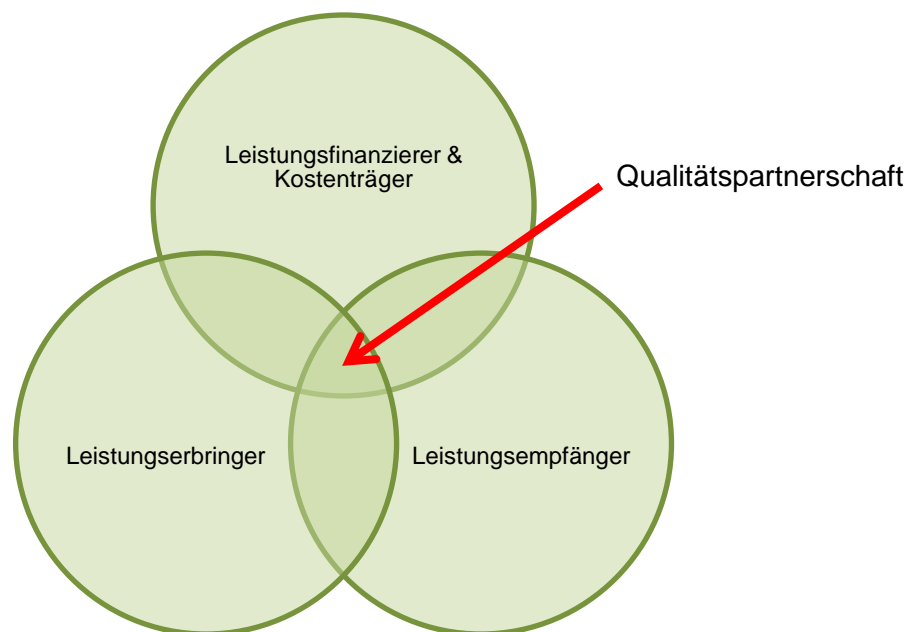 Leistungsfinanzierer &
Kostenträger
Qualitätspartnerschaft
Leistungserbringer
Leistungsempfänger